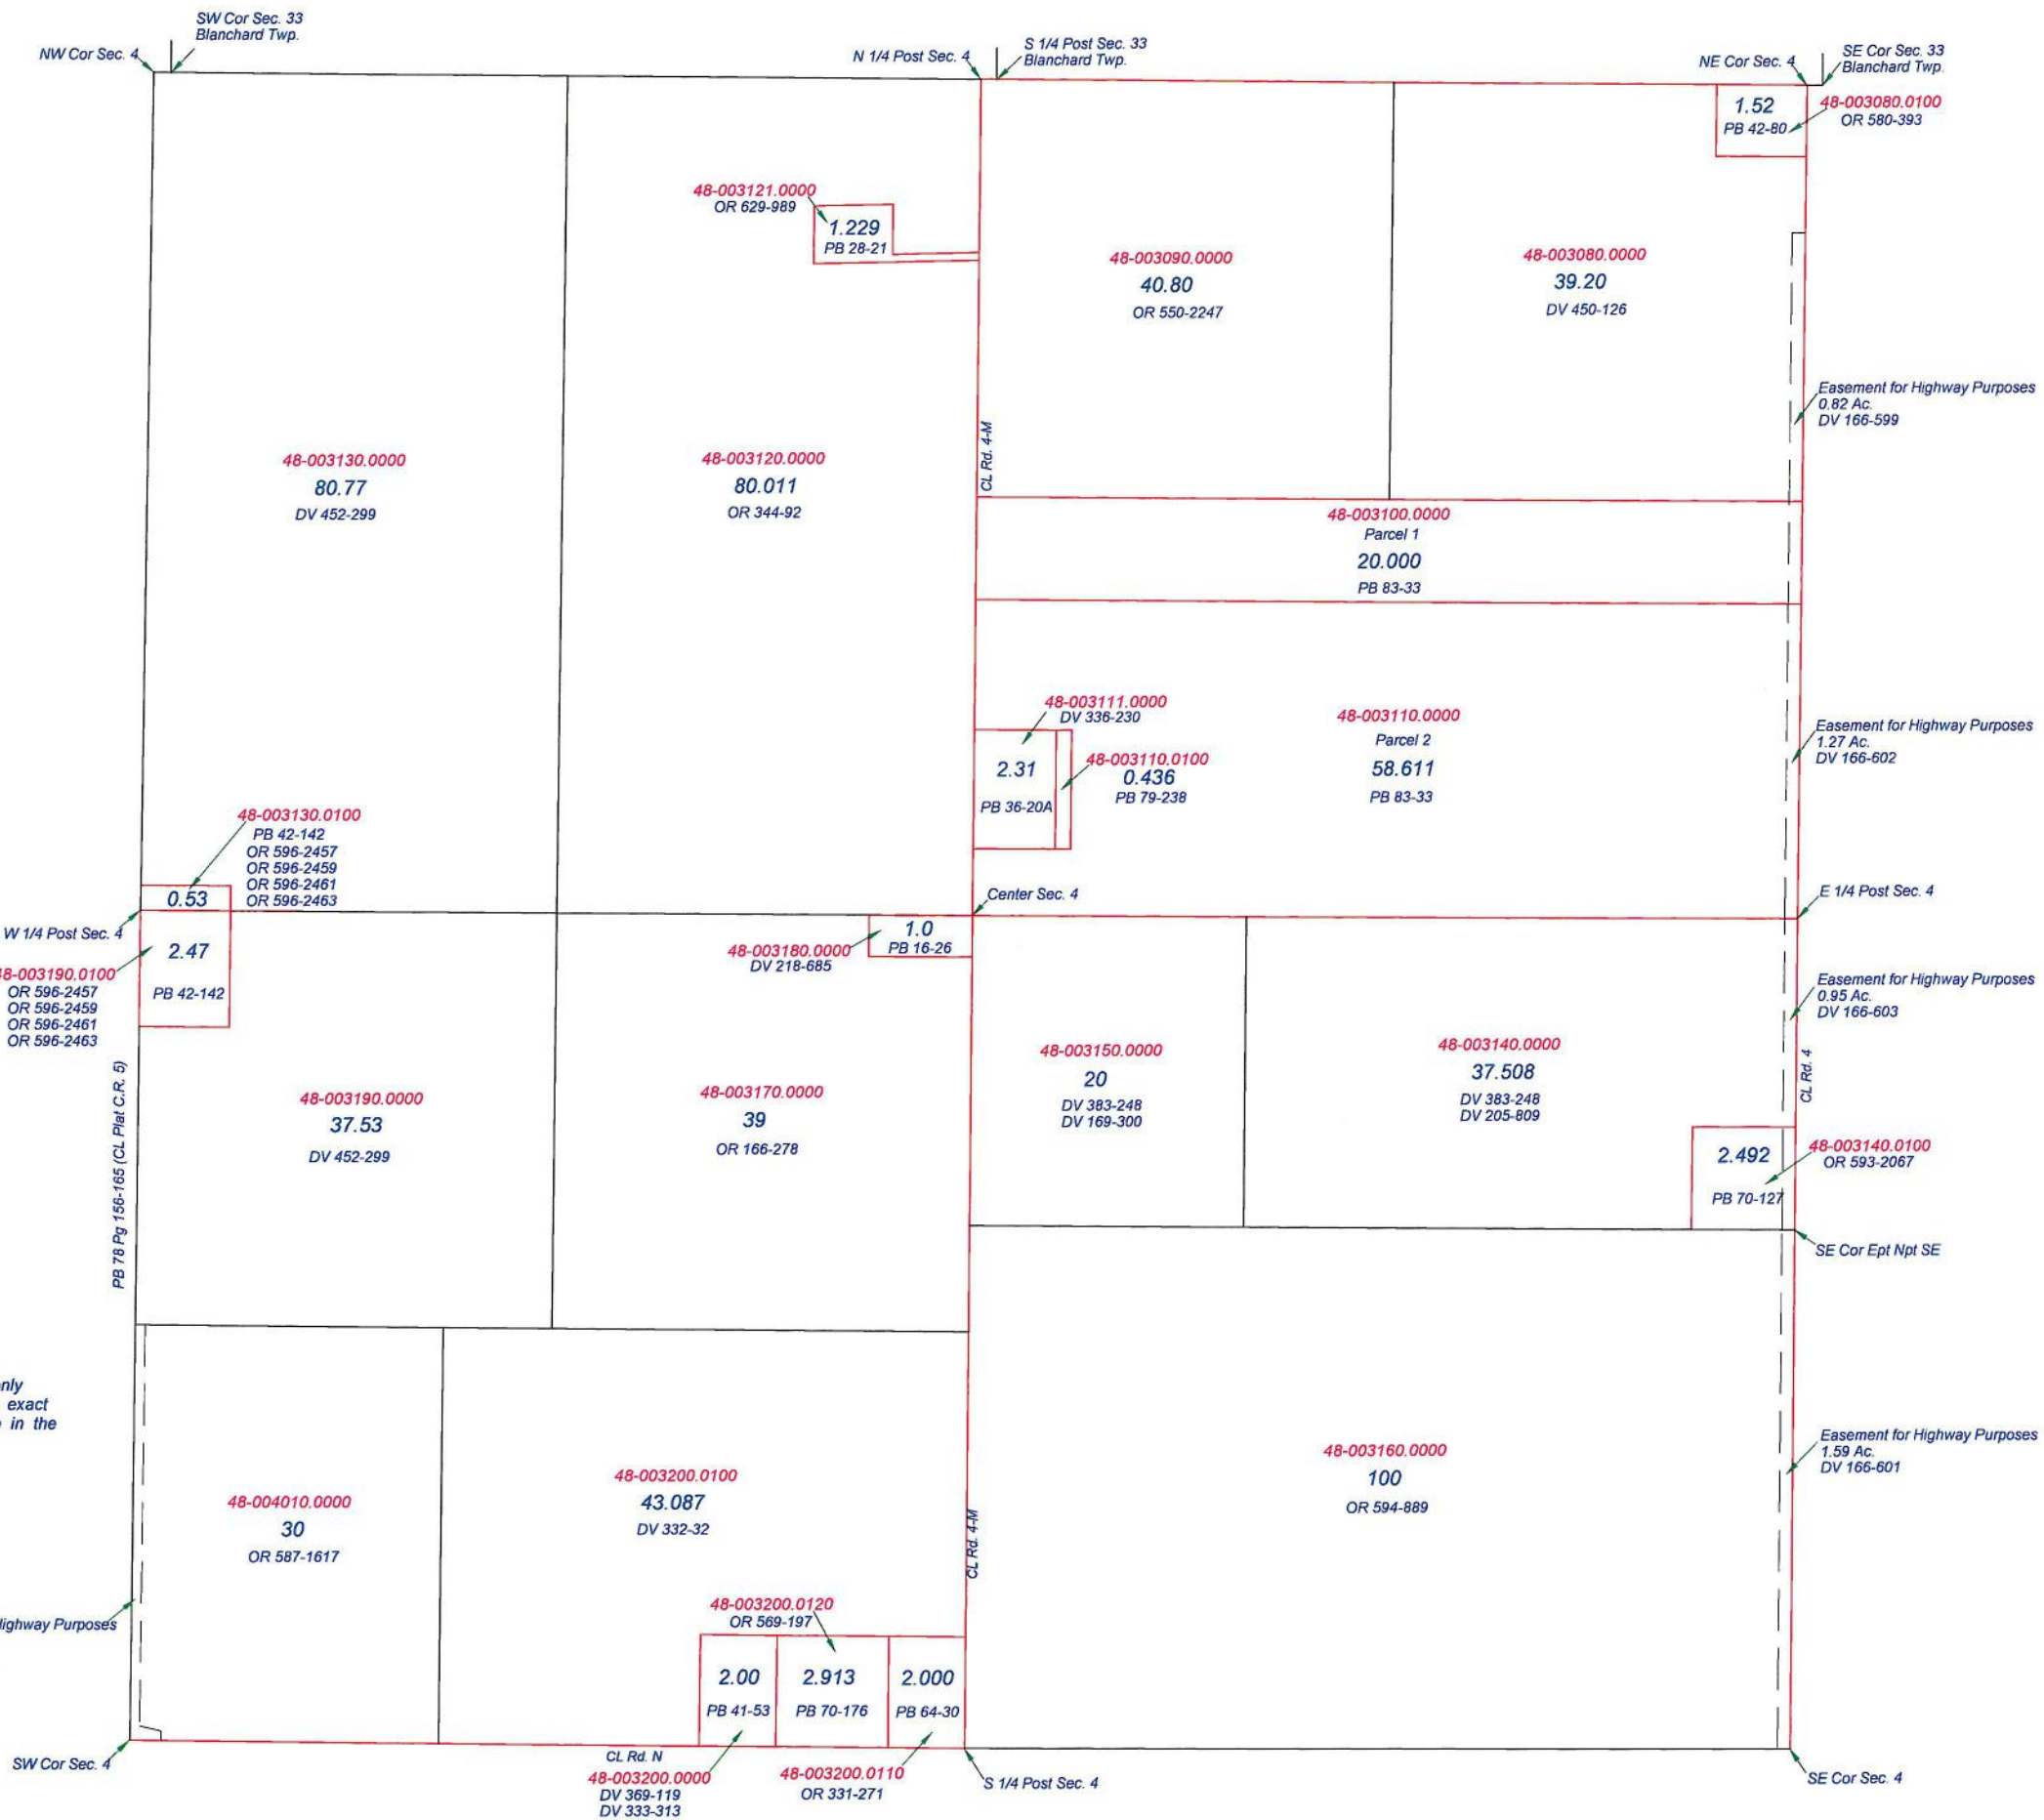 SW Cor Sec. 33
Blanchard Twp.
NW Cor Sec. 4
N 1/4 Post Sec. 4
S 1/4 Post Sec. 33
Blanchard Twp.
NE Cor Sec. 4
SE Cor Sec. 33
Blanchard Twp.
1.52
PB 42-80
48-003080.0100
OR 580-393
48-003121.0000
OR 629-989
1.229
PB 28-21
48-003090.0000
40.80
OR 550-2247
48-003080.0000
39.20
DV 450-126
Easement for Highway Purposes
0.82 Ac.
DV 166-599
48-003130.0000
80.77
DV 452-299
48-003120.0000
80.011
OR 344-92
CL Rd. 4-M
48-003100.0000
Parcel 1
20.000
PB 83-33
48-003111.0000
DV 336-230
2.31
PB 36-20A
48-003110.0100
0.436
PB 79-238
48-003110.0000
Parcel 2
58.611
PB 83-33
Easement for Highway Purposes
1.27 Ac.
DV 166-602
48-003130.0100
PB 42-142
OR 596-2457
OR 596-2459
OR 596-2461
OR 596-2463
0.53
W 1/4 Post Sec. 4
Center Sec. 4
E 1/4 Post Sec. 4
2.47
PB 42-142
48-003190.0100
OR 596-2457
OR 596-2459
OR 596-2461
OR 596-2463
1.0
PB 16-26
48-003180.0000
DV 218-685
Easement for Highway Purposes
0.95 Ac.
DV 166-603
CL Rd. 4
PB 78 Pg 156-165 (CL Plat C.R. 5)
48-003190.0000
37.53
DV 452-299
48-003170.0000
39
OR 166-278
48-003150.0000
20
DV 383-248
DV 169-300
48-003140.0000
37.508
DV 383-248
DV 205-809
2.492
PB 70-127
48-003140.0100
OR 593-2067
SE Cor Ept Npt SE
nly
exact
in the
48-004010.0000
30
OR 587-1617
48-003200.0100
43.087
DV 332-32
CL Rd. 4-M
48-003160.0000
100
OR 594-889
Easement for Highway Purposes
1.59 Ac.
DV 166-601
Highway Purposes
48-003200.0120
OR 569-197
2.00
PB 41-53
2.913
PB 70-176
2.000
PB 64-30
SW Cor Sec. 4
CL Rd. N
48-003200.0000
DV 369-119
DV 333-313
48-003200.0110
OR 331-271
S 1/4 Post Sec. 4
SE Cor Sec. 4